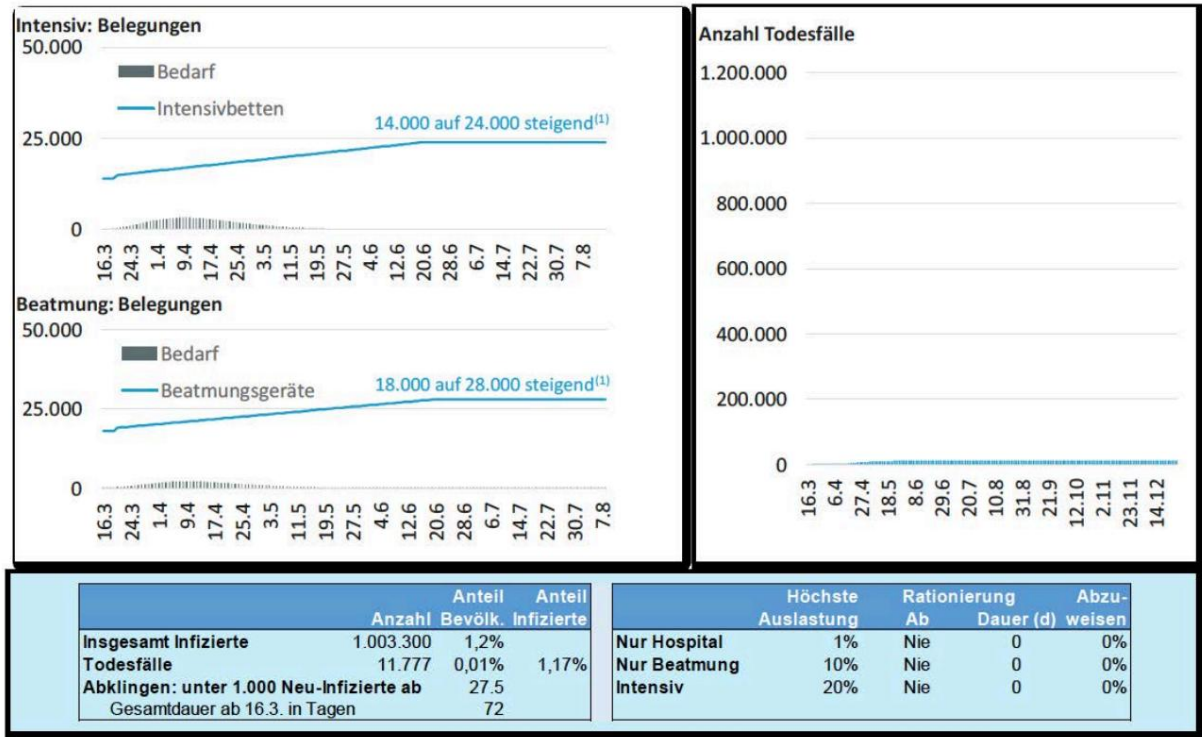 Intensiv: Belegungen
50.000
Bedarf
Intensivbetten
14.000 auf 24.000 steigend(1)
25.000
0
16.3 24.3 1.4 9.4 17.4 25.4 3.5 11.5 19.5 27.5 4.6 12.6 20.6 28.6 6.7 14.7 22.7 30.7 7.8
Beatmung: Belegungen
50.000
Bedarf
Beatmungsgeräte
18.000 auf 28.000 steigend(1)
25.000
0
16.3 24.3 1.4 9.4 17.4 25.4 3.5 11.5 19.5 27.5 4.6 12.6 20.6 28.6 6.7 14.7 22.7 30.7 7.8
Anzahl Todesfälle
1.200.000
1.000.000
800.000
600.000
400.000
200.000
0
16.3 6.4 27.4 18.5 8.6 29.6 20.7 10.8 31.8 21.9 12.10 2.11 23.11 14.12
Anteil Anteil
Anzahl Bevölk. Infizierte
Insgesamt Infizierte 1.003.300 1,2%
Todesfälle 11.777 0,01% 1,17%
Abklingen: unter 1.000 Neu-Infizierte ab 27.5
Gesamtdauer ab 16.3. in Tagen 72
Höchste Rationierung Abzu-
Auslastung Ab Dauer (d) weisen
Nur Hospital 1% Nie 0 0%
Nur Beatmung 10% Nie 0 0%
Intensiv 20% Nie 0 0%